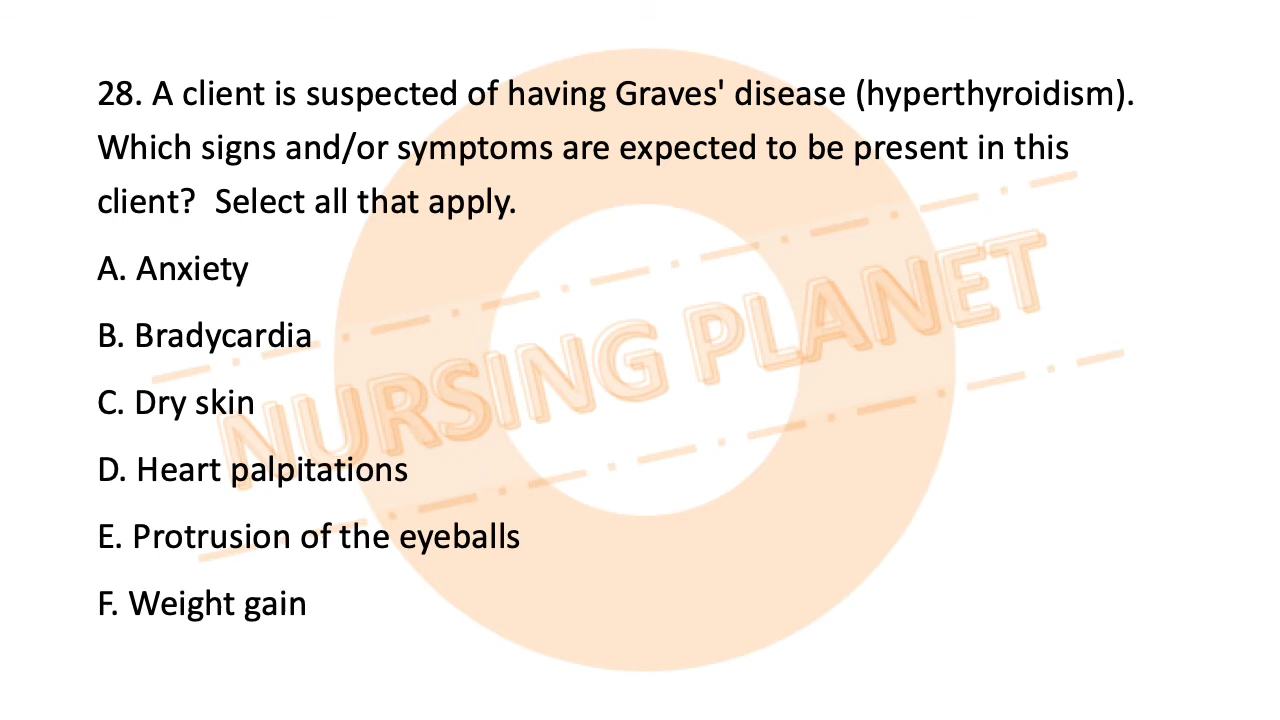 28. A client is suspected of having Graves' disease (hyperthyroidism).
Which signs and/or symptoms are expected to be present in this
client?  Select all that apply.
A. Anxiety
B. Bradycardia
C. Dry skin
D. Heart palpitations
E. Protrusion of the eyeballs
F. Weight gain
NURSING PLANET